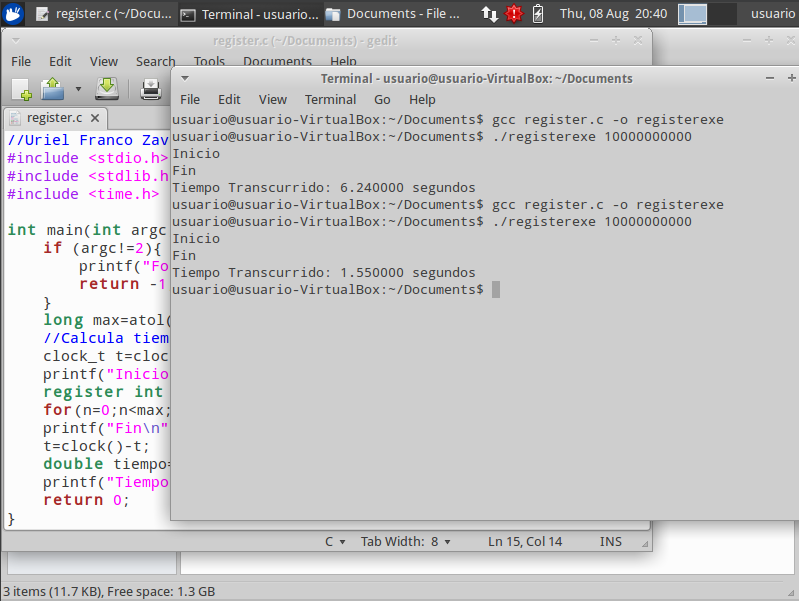 register.c (~/Docu...
Terminal - usuario...
Documents - File ...
Thu, 08 Aug 20:40
usuario
register.c (~/Documents) - gedit
File Edit View Search Tools Documents Help
register.c
//Uriel Franco Zav
#include <stdio.h>
#include <stdlib.h
#include <time.h>
int main(int argc
if (argc!=2){
printf("Fo
return -1
}
long max=atol(
//Calcula tiem
clock_t t=cloc
printf("Inicio
register int
for(n=0;n<max;
printf("Fin\n"
t=clock()-t;
double tiempo=
printf("Tiempo
return 0;
}
C Tab Width: 8 Ln 15, Col 14 INS
Terminal - usuario@usuario-VirtualBox: ~/Documents
File Edit View Terminal Go Help
usuario@usuario-VirtualBox:~/Documents$ gcc register.c -o registerexe
usuario@usuario-VirtualBox:~/Documents$ ./registerexe 10000000000
Inicio
Fin
Tiempo Transcurrido: 6.240000 segundos
usuario@usuario-VirtualBox:~/Documents$ gcc register.c -o registerexe
usuario@usuario-VirtualBox:~/Documents$ ./registerexe 10000000000
Inicio
Fin
Tiempo Transcurrido: 1.550000 segundos
usuario@usuario-VirtualBox:~/Documents$
3 items (11.7 KB), Free space: 1.3 GB